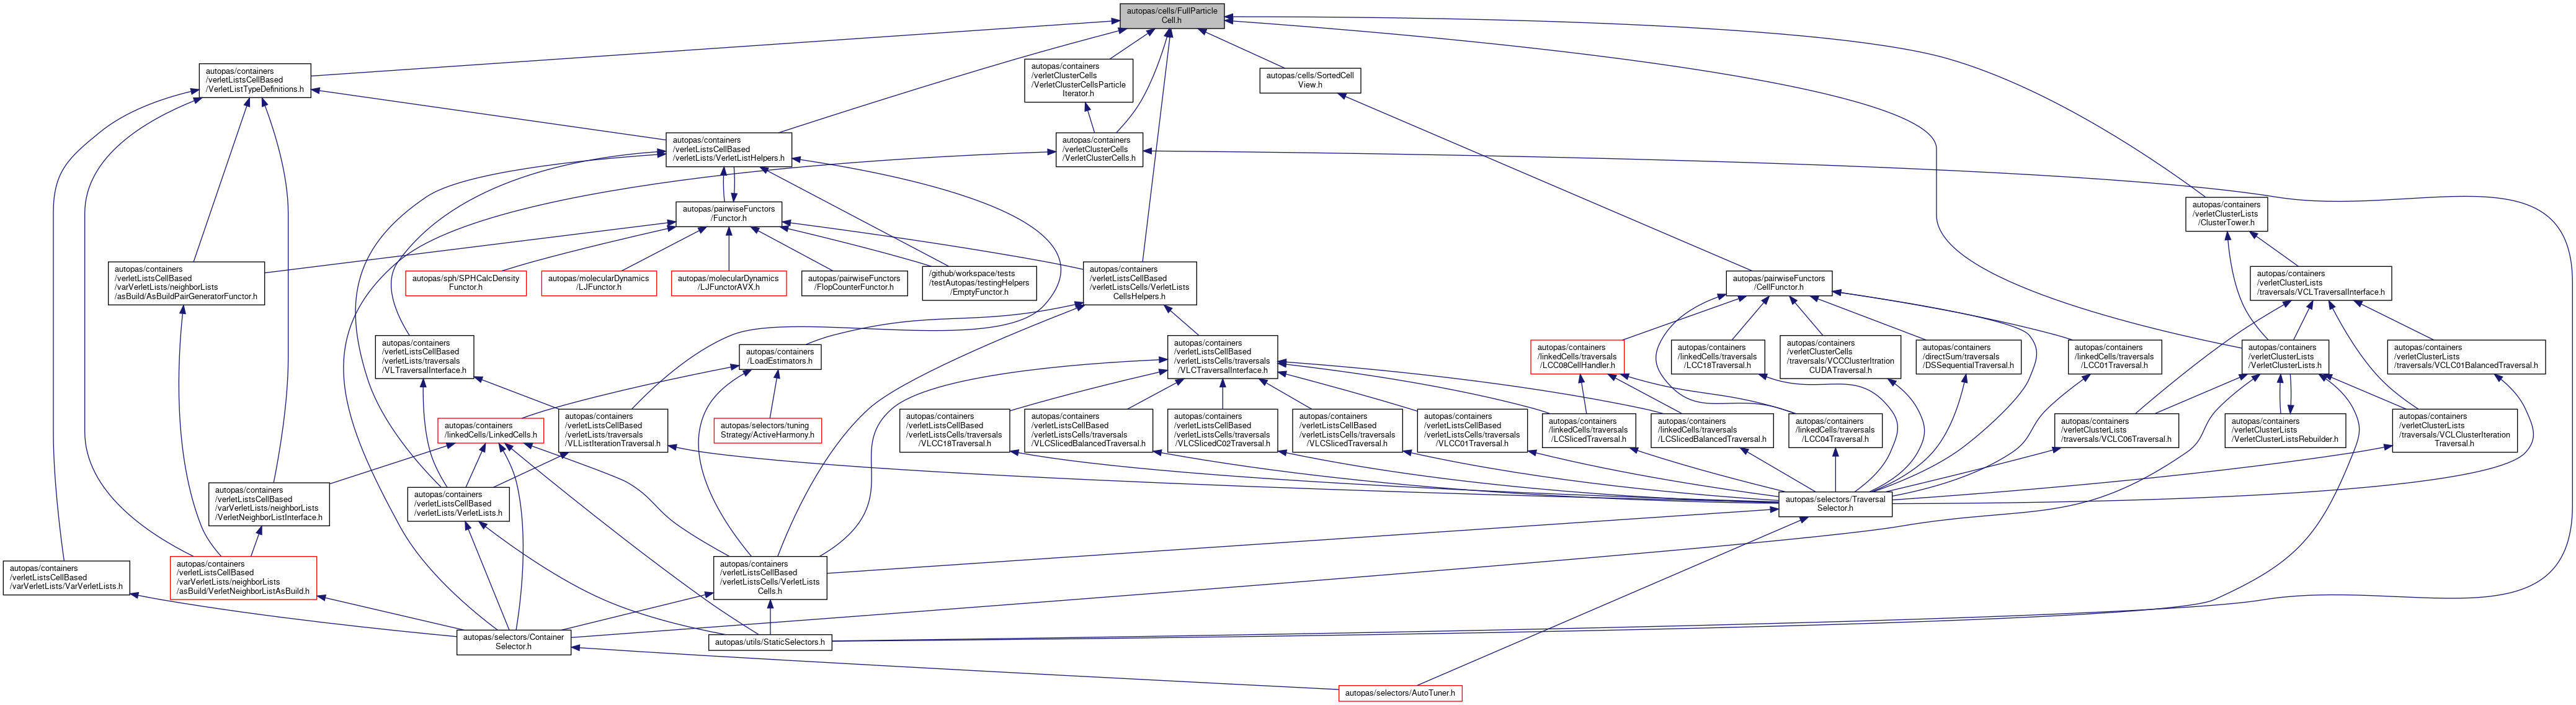 autopas/cells/FullParticle
Cell.h
autopas/containers
/verletListsCellBased
/VerletListTypeDefinitions.h
autopas/containers
/verletClusterCells
/VerletClusterCellsParticle
Iterator.h
autopas/cells/SortedCell
View.h
autopas/containers
/verletListsCellBased
/verletLists/VerletListHelpers.h
autopas/containers
/verletClusterCells
/VerletClusterCells.h
autopas/pairwiseFunctors
/Functor.h
autopas/containers
/verletClusterLists
/ClusterTower.h
autopas/containers
/verletListsCellBased
/varVerletLists/neighborLists
/asBuild/AsBuildPairGeneratorFunctor.h
autopas/sph/SPHCalcDensity
Functor.h
autopas/molecularDynamics
/LJFunctor.h
autopas/molecularDynamics
/LJFunctorAVX.h
autopas/pairwiseFunctors
/FlopCounterFunctor.h
/github/workspace/tests
/testAutopas/testingHelpers
/EmptyFunctor.h
autopas/containers
/verletListsCellBased
/verletListsCells/VerletLists
CellsHelpers.h
autopas/pairwiseFunctors
/CellFunctor.h
autopas/containers
/verletClusterLists
/traversals/VCLTraversalInterface.h
autopas/containers
/verletListsCellBased
/verletLists/traversals
/VLTraversalInterface.h
autopas/containers
/LoadEstimators.h
autopas/containers
/verletListsCellBased
/verletListsCells/traversals
/VLCTraversalInterface.h
autopas/containers
/linkedCells/traversals
/LCC08CellHandler.h
autopas/containers
/linkedCells/traversals
/LCC18Traversal.h
autopas/containers
/verletClusterCells
/traversals/VCCClusterItration
CUDATraversal.h
autopas/containers
/directSum/traversals
/DSSequentialTraversal.h
autopas/containers
/linkedCells/traversals
/LCC01Traversal.h
autopas/containers
/verletClusterLists
/VerletClusterLists.h
autopas/containers
/verletClusterLists
/traversals/VCLC01BalancedTraversal.h
autopas/containers
/linkedCells/LinkedCells.h
autopas/containers
/verletListsCellBased
/verletLists/traversals
/VLListIterationTraversal.h
autopas/selectors/tuning
Strategy/ActiveHarmony.h
autopas/containers
/verletListsCellBased
/verletListsCells/traversals
/VLCC18Traversal.h
autopas/containers
/verletListsCellBased
/verletListsCells/traversals
/VLCSlicedBalancedTraversal.h
autopas/containers
/verletListsCellBased
/verletListsCells/traversals
/VLCSlicedC02Traversal.h
autopas/containers
/verletListsCellBased
/verletListsCells/traversals
/VLCSlicedTraversal.h
autopas/containers
/verletListsCellBased
/verletListsCells/traversals
/VLCC01Traversal.h
autopas/containers
/linkedCells/traversals
/LCSlicedTraversal.h
autopas/containers
/linkedCells/traversals
/LCSlicedBalancedTraversal.h
autopas/containers
/linkedCells/traversals
/LCC04Traversal.h
autopas/containers
/verletClusterLists
/traversals/VCLC06Traversal.h
autopas/containers
/verletClusterLists
/VerletClusterListsRebuilder.h
autopas/containers
/verletClusterLists
/traversals/VCLClusterIteration
Traversal.h
autopas/containers
/verletListsCellBased
/varVerletLists/neighborLists
/VerletNeighborListInterface.h
autopas/containers
/verletListsCellBased
/verletLists/VerletLists.h
autopas/selectors/Traversal
Selector.h
autopas/containers
/verletListsCellBased
/varVerletLists/VarVerletLists.h
autopas/containers
/verletListsCellBased
/varVerletLists/neighborLists
/asBuild/VerletNeighborListAsBuild.h
autopas/containers
/verletListsCellBased
/verletListsCells/VerletLists
Cells.h
autopas/selectors/Container
Selector.h
autopas/utils/StaticSelectors.h
autopas/selectors/AutoTuner.h